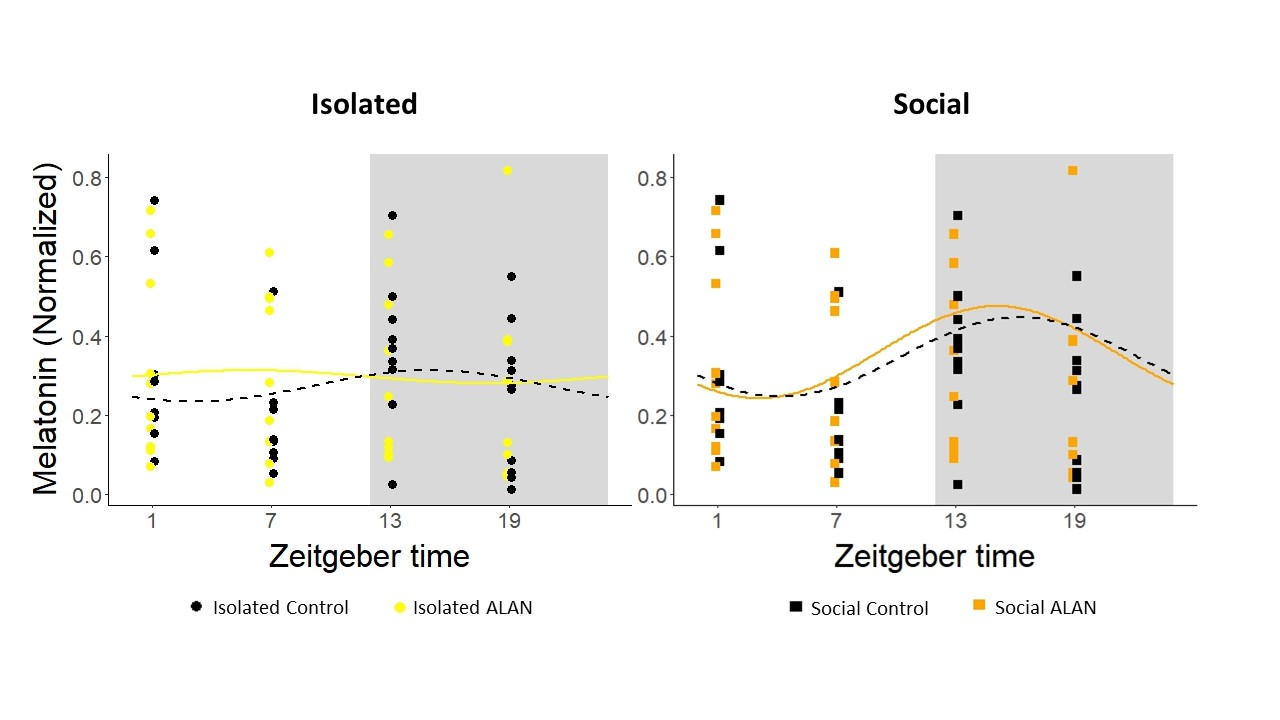 Isolated
Social
Melatonin (Normalized)
0.8
0.6
0.4
0.2
0.0
1 7 13 19
Zeitgeber time
0.8
0.6
0.4
0.2
0.0
1 7 13 19
Zeitgeber time
Isolated Control Isolated ALAN
Social Control Social ALAN